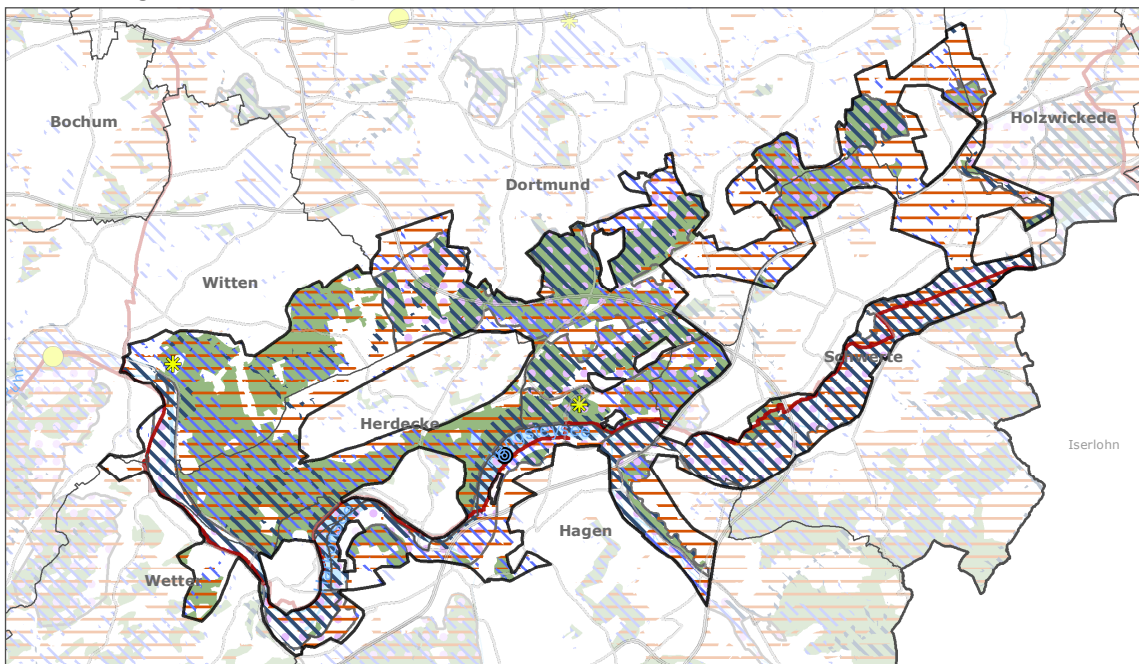 Bochum
Holzwickede
Dortmund
Witten
Schwerte
Herdecke
Iserlohn
Hagen
Wetter